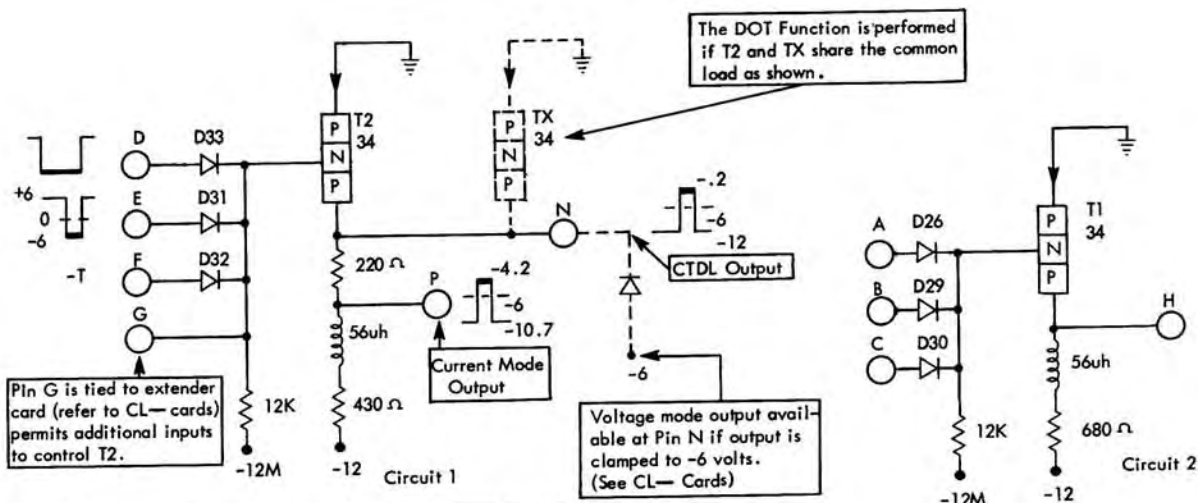 The DOT Function is performed
if T2 and TX share the common
load as shown.
P
N
P
T2
34
P
N
P
TX
34
D
D33
+6
0
-6
E
D31
-T
F
D32
G
N
-.2
-6
-12
CTDL Output
P
N
P
T1
34
A
D26
B
D29
C
D30
H
220 Ω
P
-4.2
-6
-10.7
56uh
Current Mode
Output
-6
56uh
Pin G is tied to extender
card (refer to CL— cards)
permits additional inputs
to control T2.
12K
430 Ω
Voltage mode output avail-
able at Pin N if output is
clamped to -6 volts.
(See CL— Cards)
12K
680 Ω
-12M
-12
Circuit 1
-12M
-12
Circuit 2